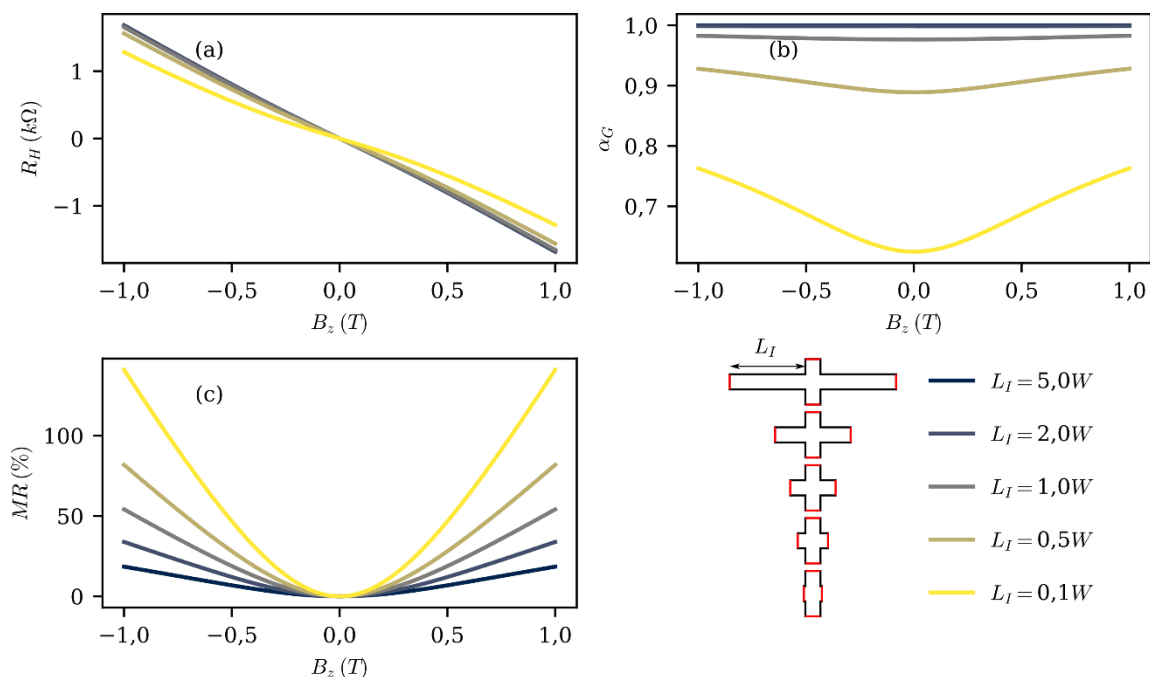 (a)
R_H (kΩ)
1
0
−1
−1,0 −0,5 0,0 0,5 1,0
B_z (T)
(b)
α_G
1,0
0,9
0,8
0,7
−1,0 −0,5 0,0 0,5 1,0
B_z (T)
(c)
MR (%)
100
50
0
−1,0 −0,5 0,0 0,5 1,0
B_z (T)
L_I
L_I = 5,0W
L_I = 2,0W
L_I = 1,0W
L_I = 0,5W
L_I = 0,1W